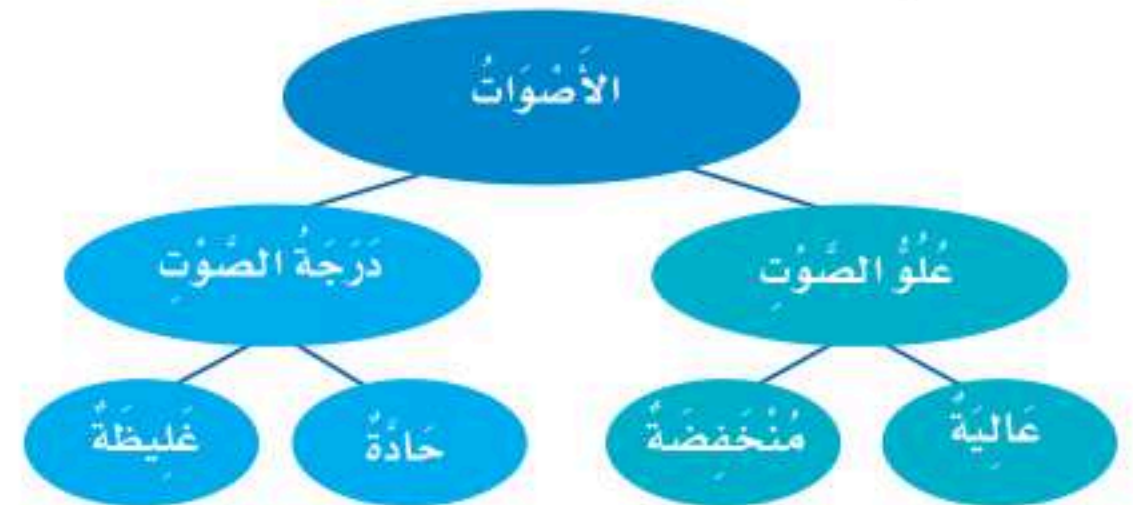 الأَصْوَاتُ
عُلُوُّ الصَّوْتِ
دَرَجَةُ الصَّوْتِ
عَالِيَةٌ
مُنْخَفِضَةٌ
حَادَّةٌ
غَلِيظَةٌ